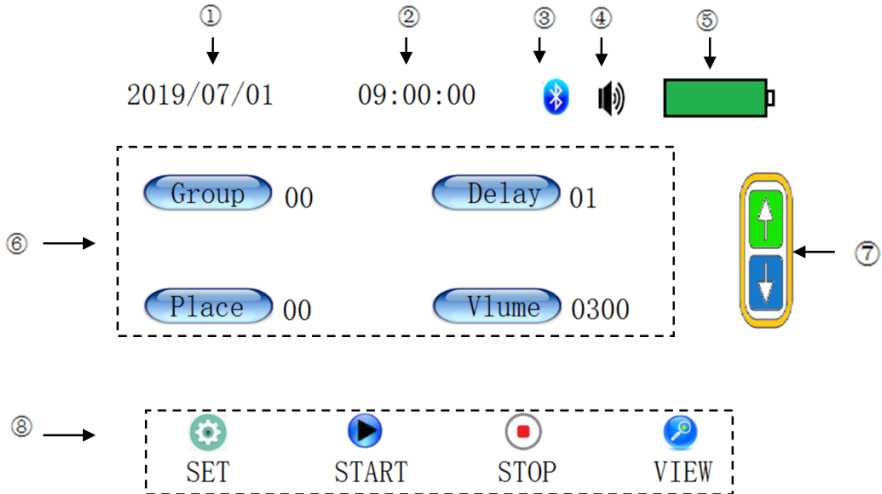 ① ② ③ ④ ⑤
2019/07/01 09:00:00
Group 00 Delay 01
⑥ ⑦
Place 00 Vlume 0300
⑧
SET START STOP VIEW